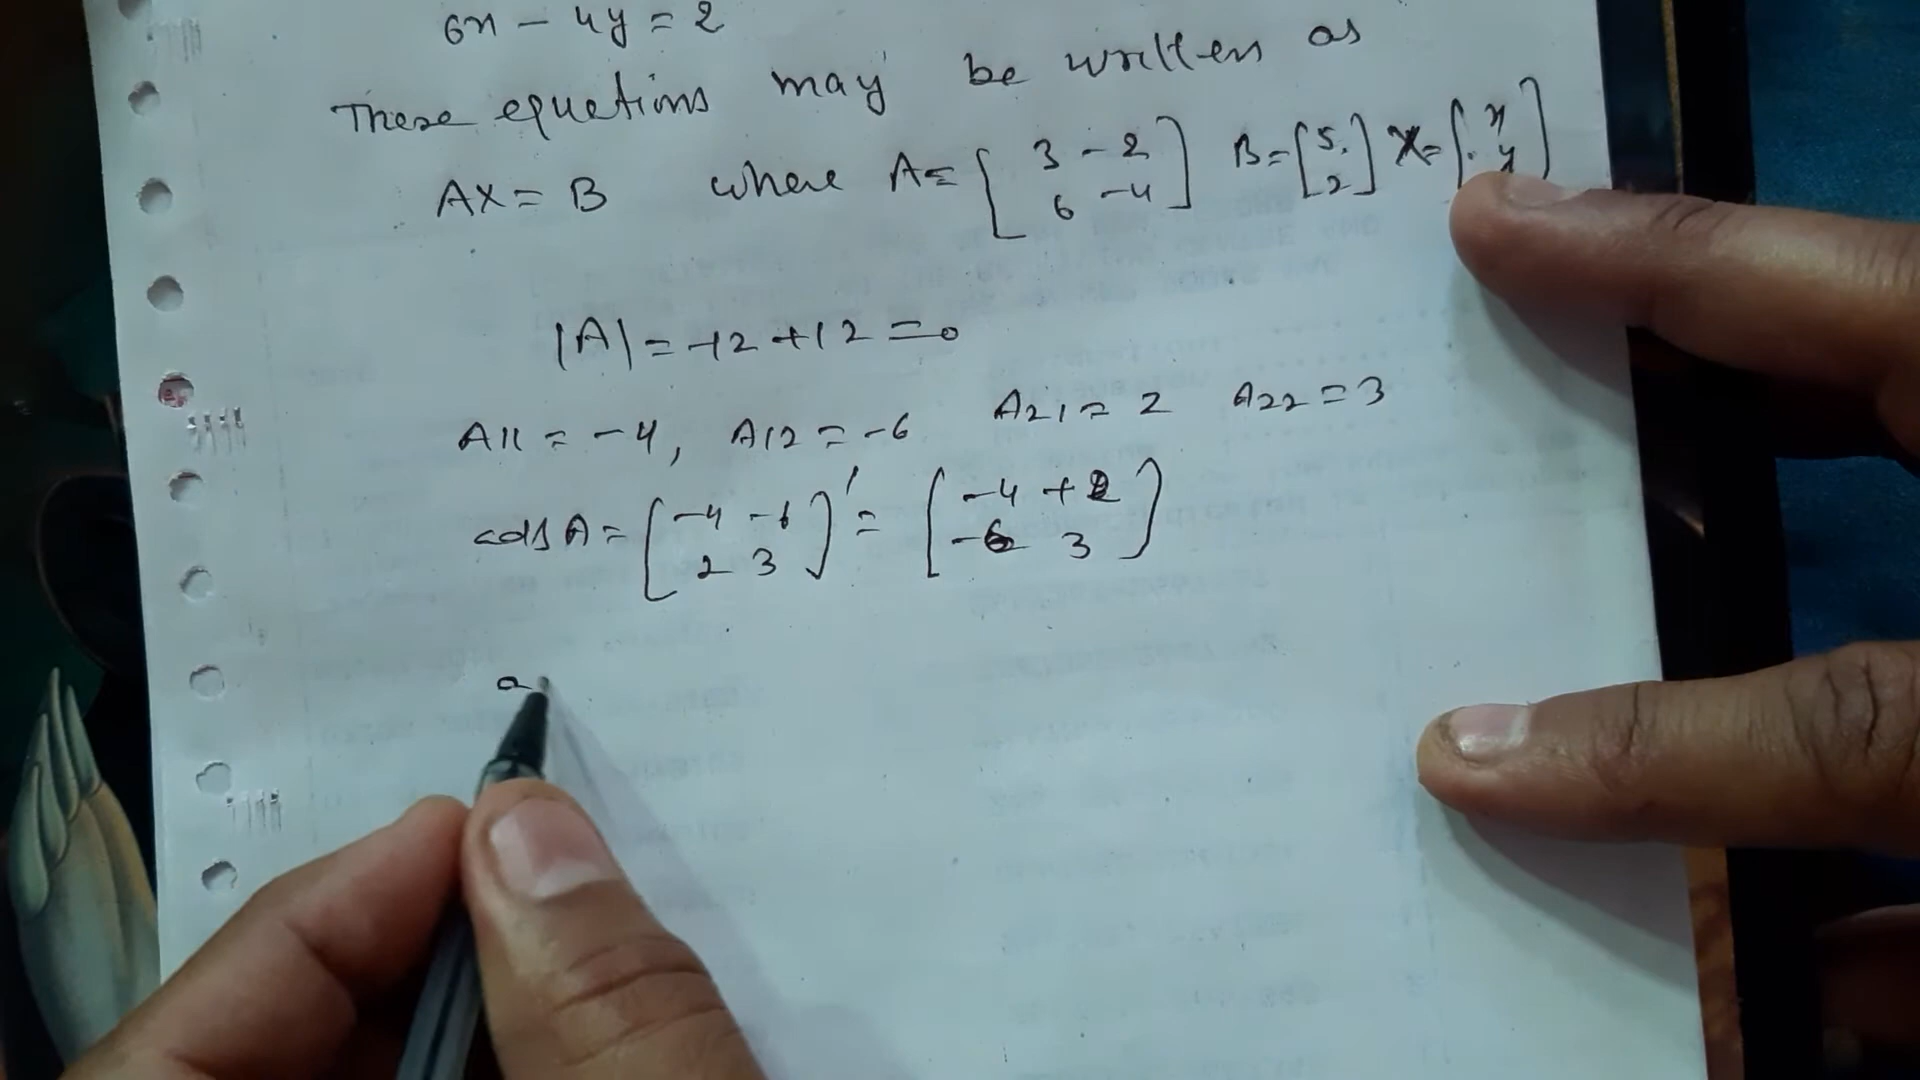 6x - 4y = 2
These equations may be written as
AX = B where A = [3 -2 6 -4] B = [5 2] X = [x y]
|A| = -12 + 12 = 0
A11 = -4, A12 = -6 A21 = 2 A22 = 3
adj A = [-4 -6 2 3]' = [-4 +2 -6 3]
a